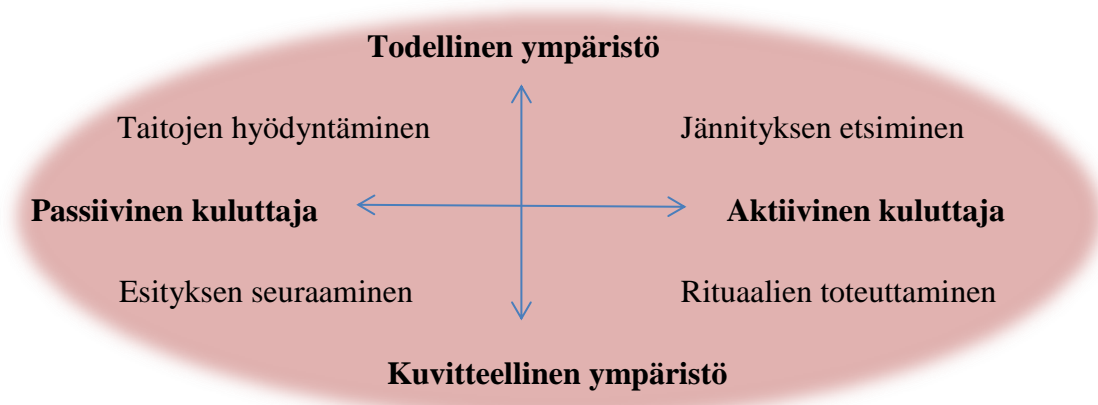 Todellinen ympäristö
Taitojen hyödyntäminen Jännityksen etsiminen
Passiivinen kuluttaja Aktiivinen kuluttaja
Esityksen seuraaminen Rituaalien toteuttaminen
Kuvitteellinen ympäristö